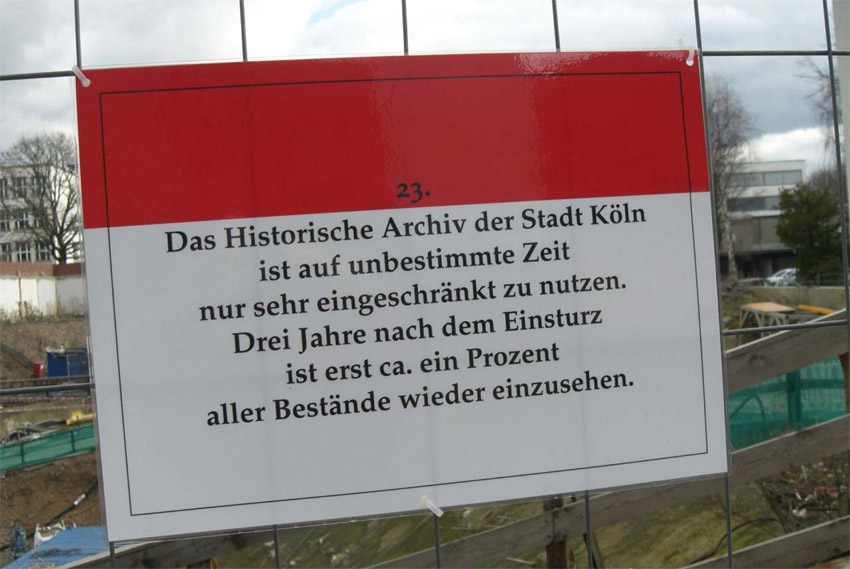 23.
Das Historische Archiv der Stadt Köln
ist auf unbestimmte Zeit
nur sehr eingeschränkt zu nutzen.
Drei Jahre nach dem Einsturz
ist erst ca. ein Prozent
aller Bestände wieder einzusehen.